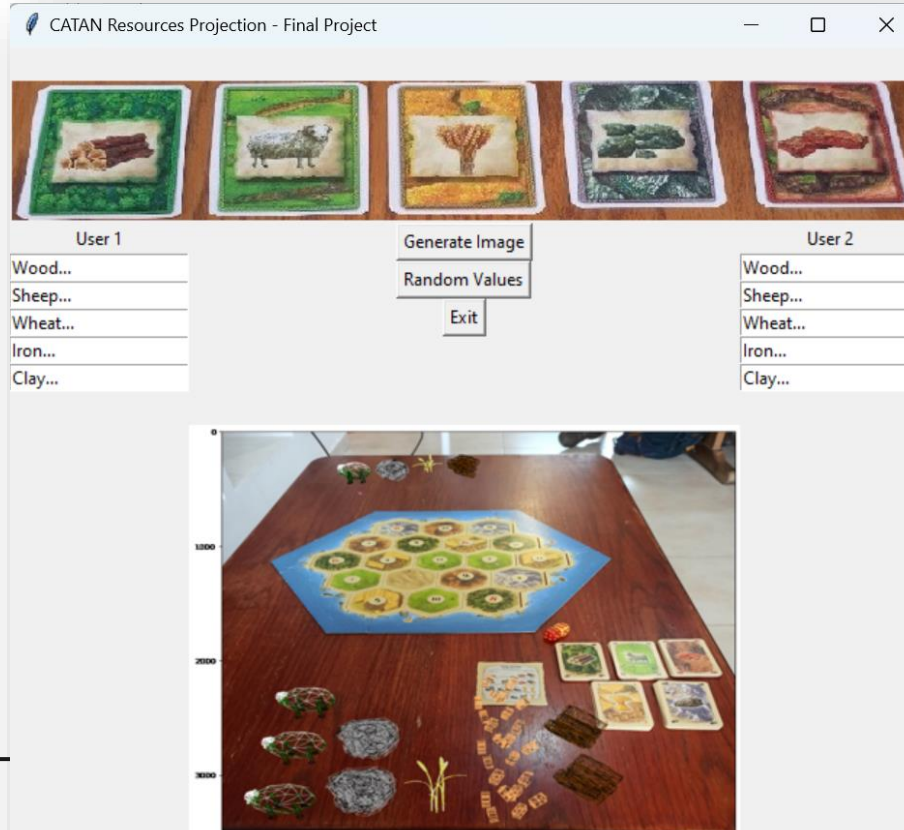 CATAN Resources Projection - Final Project
User 1
Generate Image
User 2
Wood...
Random Values
Wood...
Sheep...
Sheep...
Wheat...
Exit
Wheat...
Iron...
Iron...
Clay...
Clay...
0
1000
2000
3000